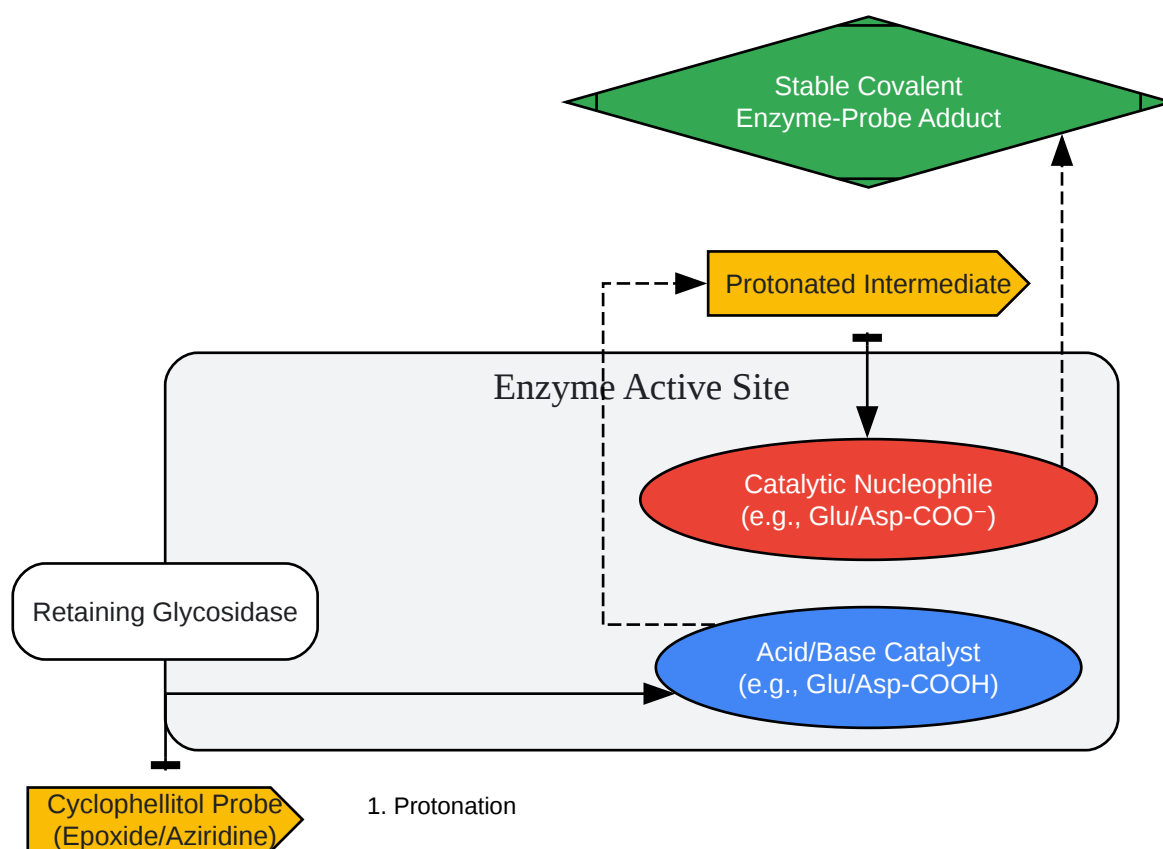 Stable Covalent
Enzyme-Probe Adduct
Protonated Intermediate
Enzyme Active Site
Catalytic Nucleophile
(e.g., Glu/Asp-COO⁻)
Retaining Glycosidase
Acid/Base Catalyst
(e.g., Glu/Asp-COOH)
Cyclophellitol Probe
(Epoxide/Aziridine)
1. Protonation